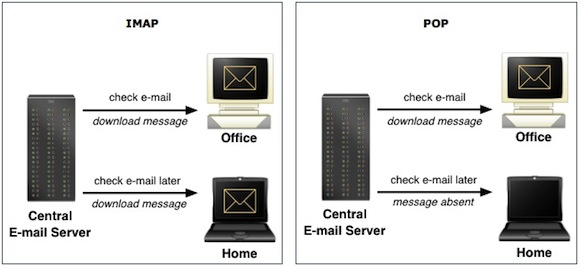 IMAP
check e-mail
download message
Office
check e-mail later
download message
Central
E-mail Server
Home
POP
check e-mail
download message
Office
check e-mail later
message absent
Central
E-mail Server
Home